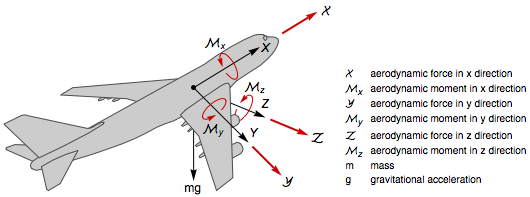 𝒳
ℳx
X
ℳz
Z
ℳy
Y
𝒵
mg
𝒴
𝒳 aerodynamic force in x direction
ℳx aerodynamic moment in x direction
𝒴 aerodynamic force in y direction
ℳy aerodynamic moment in y direction
𝒵 aerodynamic force in z direction
ℳz aerodynamic moment in z direction
m mass
g gravitational acceleration